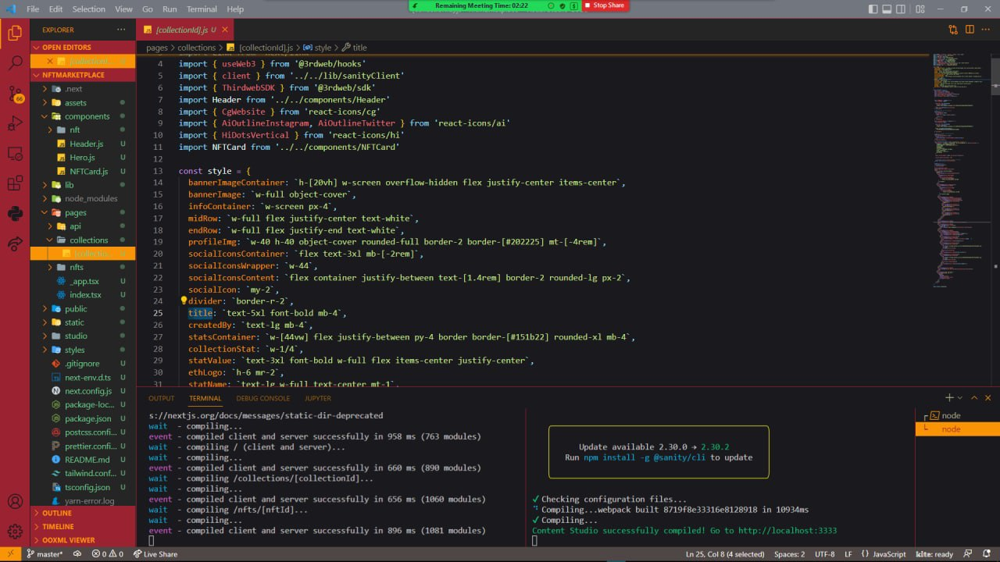 File Edit Selection View Go Run Terminal Help
Remaining Meeting Time: 02:22
Stop Share
EXPLORER
OPEN EDITORS
NFTMARKETPLACE
.next
assets
components
nft
Header.js U
Hero.js U
NFTCard.js U
lib
node_modules
pages
api
collections
[collectio...
nfts
_app.tsx
index.tsx
public
static
studio
styles
.gitignore U
next-env.d.ts U
next.config.js U
package-loc... U
package.json U
postcss.confi... U
prettier.confi... U
README.md U
tailwind.conf... U
tsconfig.json U
yarn-error.log
OUTLINE
TIMELINE
OOXML VIEWER
66
[collectionId].js U
pages > collections > [collectionId].js > style > title
4 import { useWeb3 } from '@3rdweb/hooks'
5 import { client } from '../../lib/sanityClient'
6 import { ThirdwebSDK } from '@3rdweb/sdk'
7 import Header from '../../components/Header'
8 import { CgWebsite } from 'react-icons/cg'
9 import { AiOutlineInstagram, AiOutlineTwitter } from 'react-icons/ai'
10 import { HiDotsVertical } from 'react-icons/hi'
11 import NFTCard from '../../components/NFTCard'
12
13 const style = {
14 bannerImageContainer: `h-[20vh] w-screen overflow-hidden flex justify-center items-center`,
15 bannerImage: `w-full object-cover`,
16 infoContainer: `w-screen px-4`,
17 midRow: `w-full flex justify-center text-white`,
18 endRow: `w-full flex justify-end text-white`,
19 profileImg: `w-40 h-40 object-cover rounded-full border-2 border-[#202225] mt-[-4rem]`,
20 socialIconsContainer: `flex text-3xl mb-[-2rem]`,
21 socialIconsWrapper: `w-44`,
22 socialIconsContent: `flex container justify-between text-[1.4rem] border-2 rounded-lg px-2`,
23 socialIcon: `my-2`,
24 divider: `border-r-2`,
25 title: `text-5xl font-bold mb-4`,
26 createdBy: `text-lg mb-4`,
27 statsContainer: `w-[44vw] flex justify-between py-4 border border-[#151b22] rounded-xl mb-4`,
28 collectionStat: `w-1/4`,
29 statValue: `text-3xl font-bold w-full flex items-center justify-center`,
30 ethLogo: `h-6 mr-2`,
31 statName: `text-lg w-full text-center mt-1`,
OUTPUT TERMINAL DEBUG CONSOLE JUPYTER
s://nextjs.org/docs/messages/static-dir-deprecated
wait - compiling...
event - compiled client and server successfully in 958 ms (763 modules)
wait - compiling / (client and server)...
wait - compiling...
event - compiled client and server successfully in 660 ms (890 modules)
wait - compiling /collections/[collectionId]...
wait - compiling...
event - compiled client and server successfully in 656 ms (1060 modules)
wait - compiling /nfts/[nftId]...
wait - compiling...
event - compiled client and server successfully in 896 ms (1081 modules)
Update available 2.30.0 → 2.30.2
Run npm install -g @sanity/cli to update
✓ Checking configuration files...
Compiling...webpack built 8719f8e33316e8128918 in 10934ms
✓ Compiling...
Content Studio successfully compiled! Go to http://localhost:3333
node
node
master* 0 0 Live Share
Ln 25, Col 8 (4 selected) Spaces: 2 UTF-8 LF {} JavaScript kite: ready